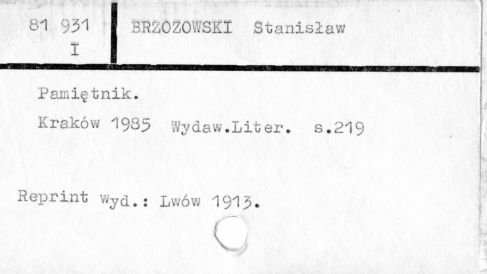 81 931 BRZOZOWSKI Stanisław
I
Pamiętnik.
Kraków 1985 Wydaw.Liter. s.219
Reprint Wyd.: Lwów 1913.